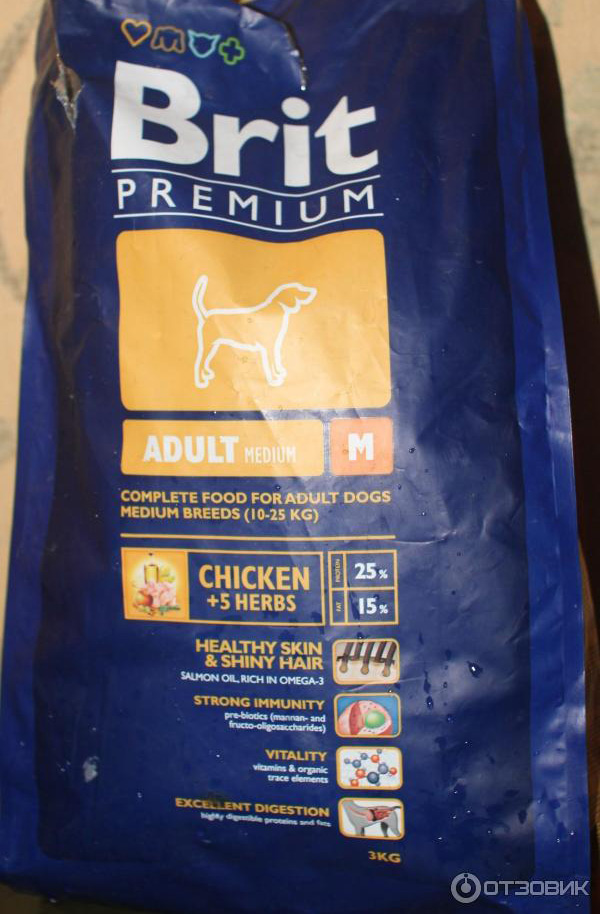 Brit
PREMIUM
ADULT MEDIUM
M
COMPLETE FOOD FOR ADULT DOGS
MEDIUM BREEDS (10-25 KG)
CHICKEN
+5 HERBS
PROTEIN 25%
FAT 15%
HEALTHY SKIN
& SHINY HAIR
SALMON OIL, RICH IN OMEGA-3
STRONG IMMUNITY
pre-biotics (mannan- and
fructo-oligosaccharides)
VITALITY
vitamins & organic
trace elements
EXCELLENT DIGESTION
highly digestible proteins and fats
3KG
ОТЗОВИК